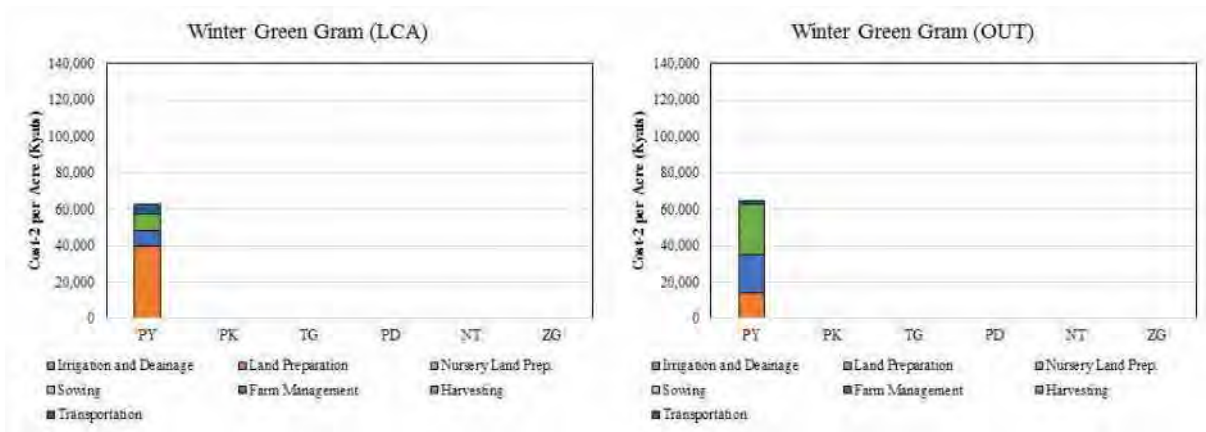 Winter Green Gram (LCA)
Cost-2 per Acre (Kyats)
140,000
120,000
100,000
80,000
60,000
40,000
20,000
0
PY PK TG PD NT ZG
Irrigation and Deainage Land Preparation Nursery Land Prep.
Sowing Farm Management Harvesting
Transportation
Winter Green Gram (OUT)
Cost-2 per Acre (Kyats)
140,000
120,000
100,000
80,000
60,000
40,000
20,000
0
PY PK TG PD NT ZG
Irrigation and Deainage Land Preparation Nursery Land Prep.
Sowing Farm Management Harvesting
Transportation